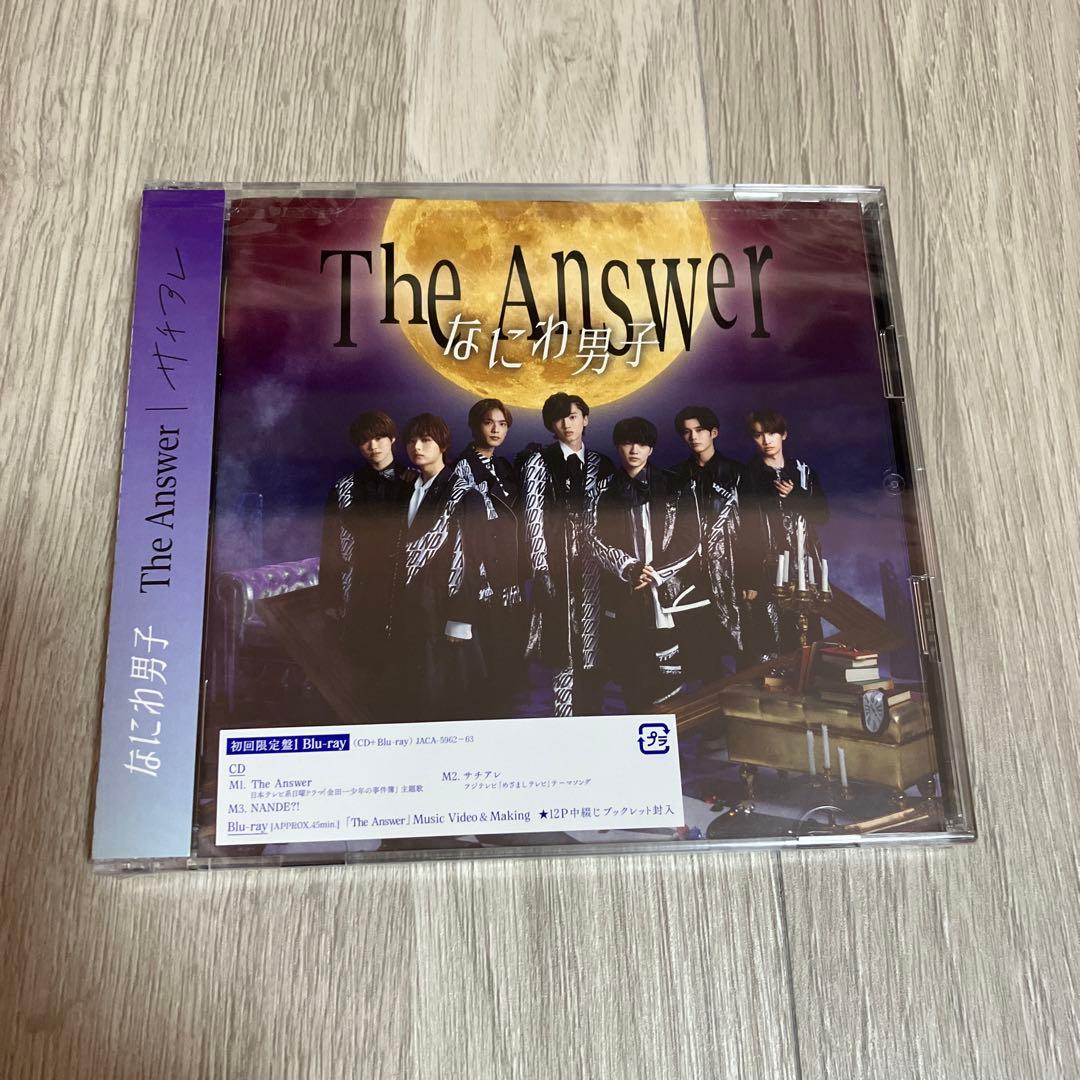 The Answer
なにわ男子
なにわ男子 The Answer | サチアレ
初回限定盤1 Blu-ray (CD+Blu-ray) JACA-5962-63
プラ
CD
M1. The Answer
日本テレビ系日曜ドラマ「金田一少年の事件簿」主題歌
M2. サチアレ
フジテレビ「めざましテレビ」テーマソング
M3. NANDE?!
Blu-ray [APPROX.45min.] 「The Answer」Music Video & Making ★12P中綴じブックレット封入